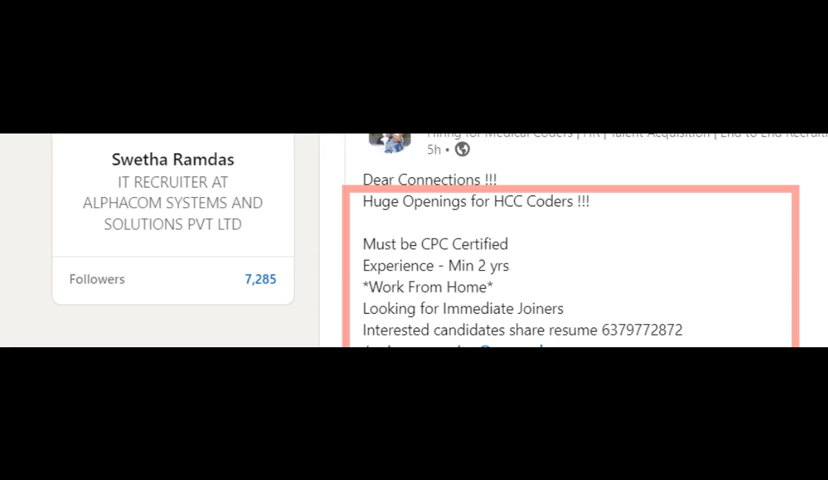 Swetha Ramdas
IT RECRUITER AT
ALPHACOM SYSTEMS AND
SOLUTIONS PVT LTD
Followers 7,285
Hiring for Medical Coders | HR | Talent Acquisition | End to End
5h •
Dear Connections !!!
Huge Openings for HCC Coders !!!
Must be CPC Certified
Experience - Min 2 yrs
*Work From Home*
Looking for Immediate Joiners
Interested candidates share resume 6379772872